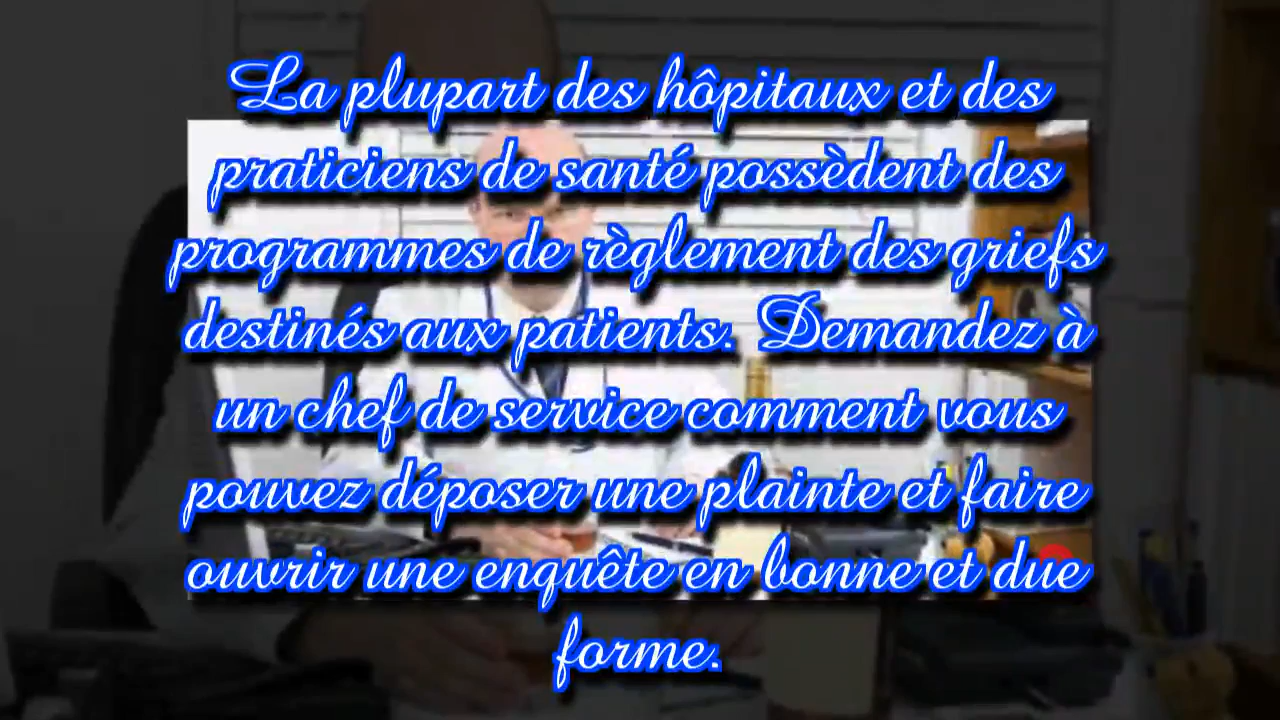 La plupart des hôpitaux et des
praticiens de santé possèdent des
programmes de règlement des griefs
destinés aux patients. Demandez à
un chef de service comment vous
pouvez déposer une plainte et faire
ouvrir une enquête en bonne et due
forme.